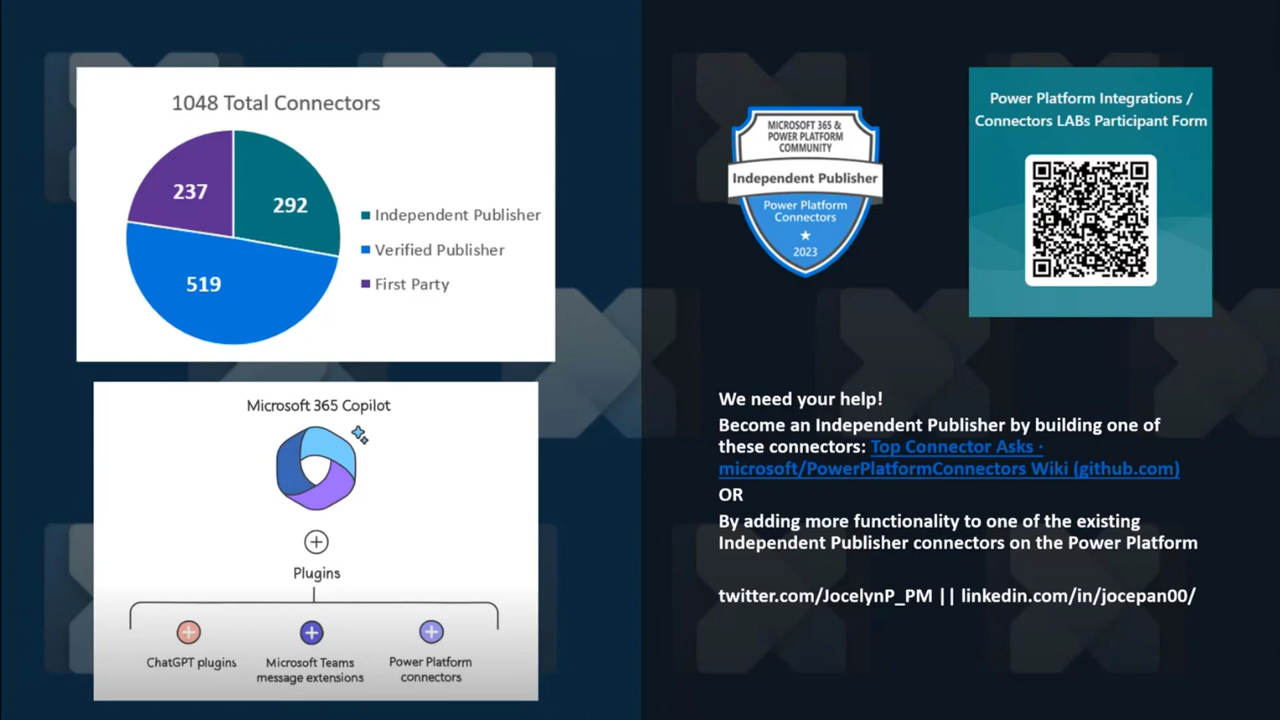 1048 Total Connectors
237
292
519
Independent Publisher
Verified Publisher
First Party
Microsoft 365 Copilot
Plugins
ChatGPT plugins
Microsoft Teams
message extensions
Power Platform
connectors
MICROSOFT 365 &
POWER PLATFORM
COMMUNITY
Independent Publisher
Power Platform
Connectors
2023
Power Platform Integrations /
Connectors LABs Participant Form
We need your help!
Become an Independent Publisher by building one of
these connectors: Top Connector Asks ·
microsoft/PowerPlatformConnectors Wiki (github.com)
OR
By adding more functionality to one of the existing
Independent Publisher connectors on the Power Platform
twitter.com/JocelynP_PM || linkedin.com/in/jocepan00/